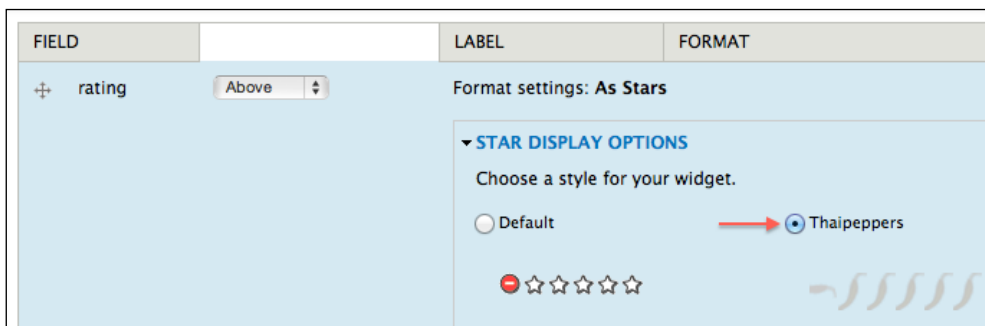 FIELD LABEL FORMAT
rating Above Format settings: As Stars
STAR DISPLAY OPTIONS
Choose a style for your widget.
Default Thaipeppers